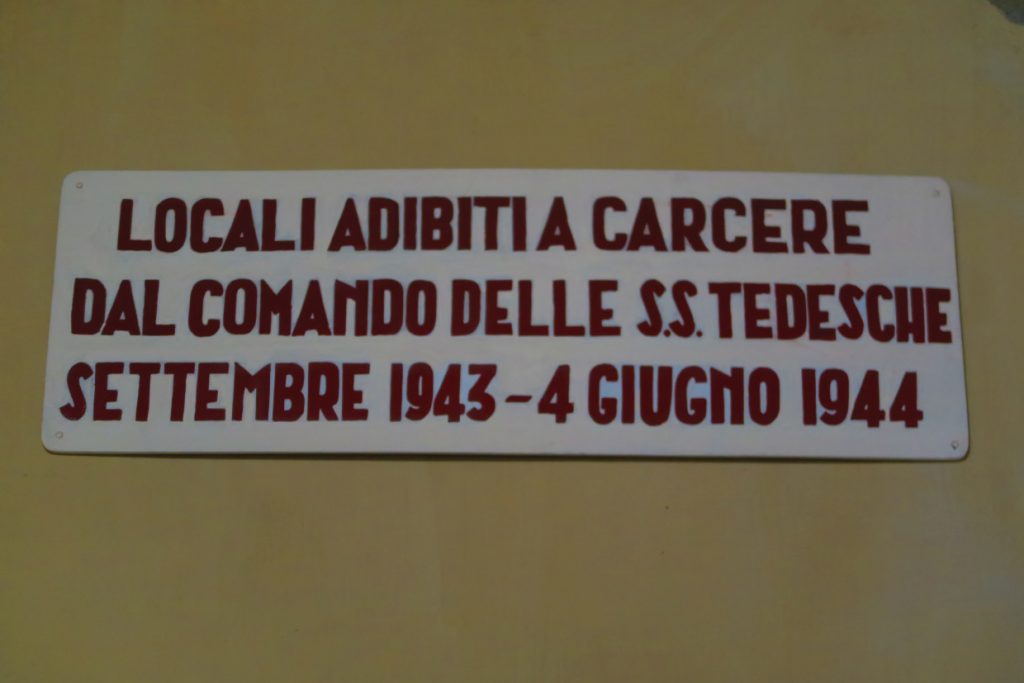 LOCALI ADIBITI A CARCERE
DAL COMANDO DELLE S.S. TEDESCHE
SETTEMBRE 1943 - 4 GIUGNO 1944